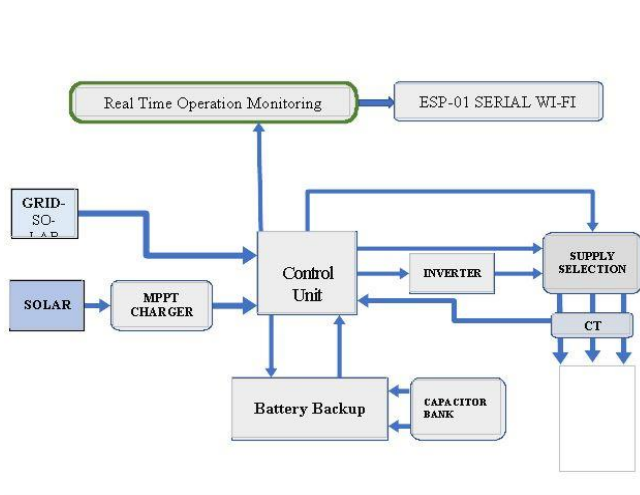 Real Time Operation Monitoring
ESP-01 SERIAL WI-FI
GRID-
SO-
LAR
Control
Unit
SUPPLY
SELECTION
INVERTER
SOLAR
MPPT
CHARGER
CT
Battery Backup
CAPACITOR
BANK